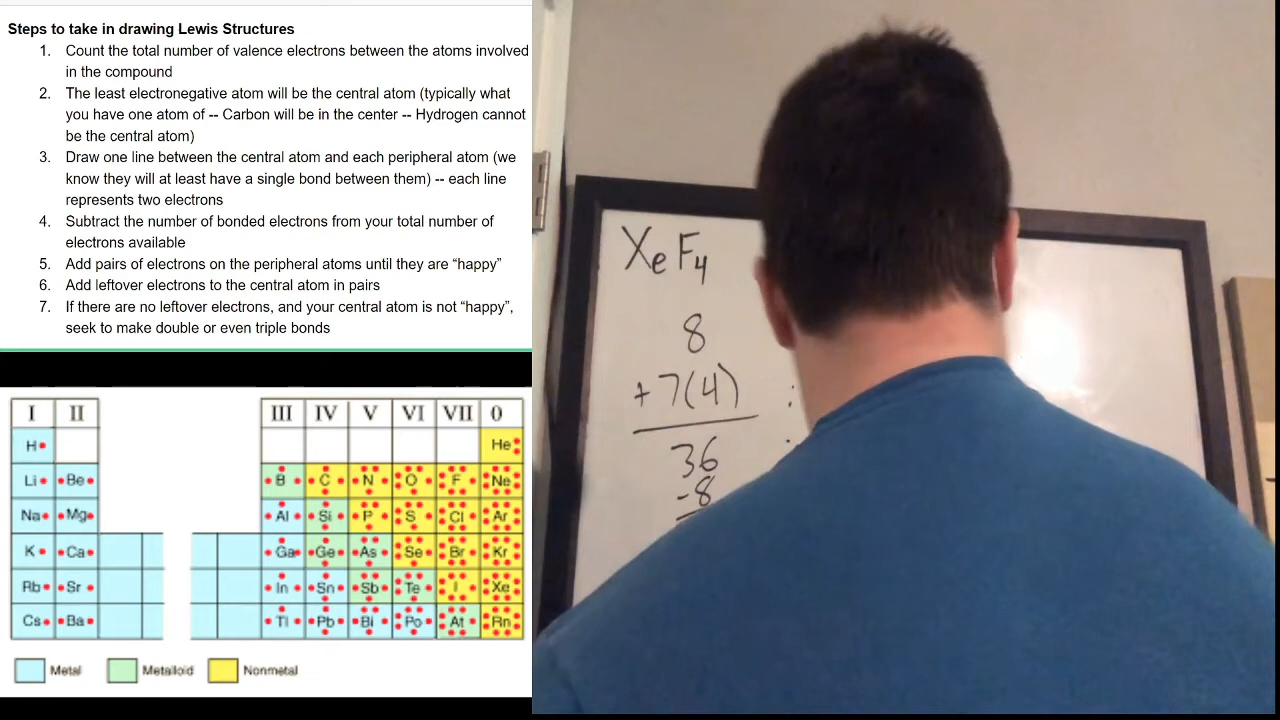 Steps to take in drawing Lewis Structures
1. Count the total number of valence electrons between the atoms involved
in the compound
2. The least electronegative atom will be the central atom (typically what
you have one atom of -- Carbon will be in the center -- Hydrogen cannot
be the central atom)
3. Draw one line between the central atom and each peripheral atom (we
know they will at least have a single bond between them) -- each line
represents two electrons
4. Subtract the number of bonded electrons from your total number of
electrons available
5. Add pairs of electrons on the peripheral atoms until they are “happy”
6. Add leftover electrons to the central atom in pairs
7. If there are no leftover electrons, and your central atom is not “happy”,
seek to make double or even triple bonds
I II III IV V VI VII 0
H He
Li Be B C N O F Ne
Na Mg Al Si P S Cl Ar
K Ca Ga Ge As Se Br Kr
Rb Sr In Sn Sb Te I Xe
Cs Ba Tl Pb Bi Po At Rn
Metal Metalloid Nonmetal
XeF4
8
+7(4)
36
-8